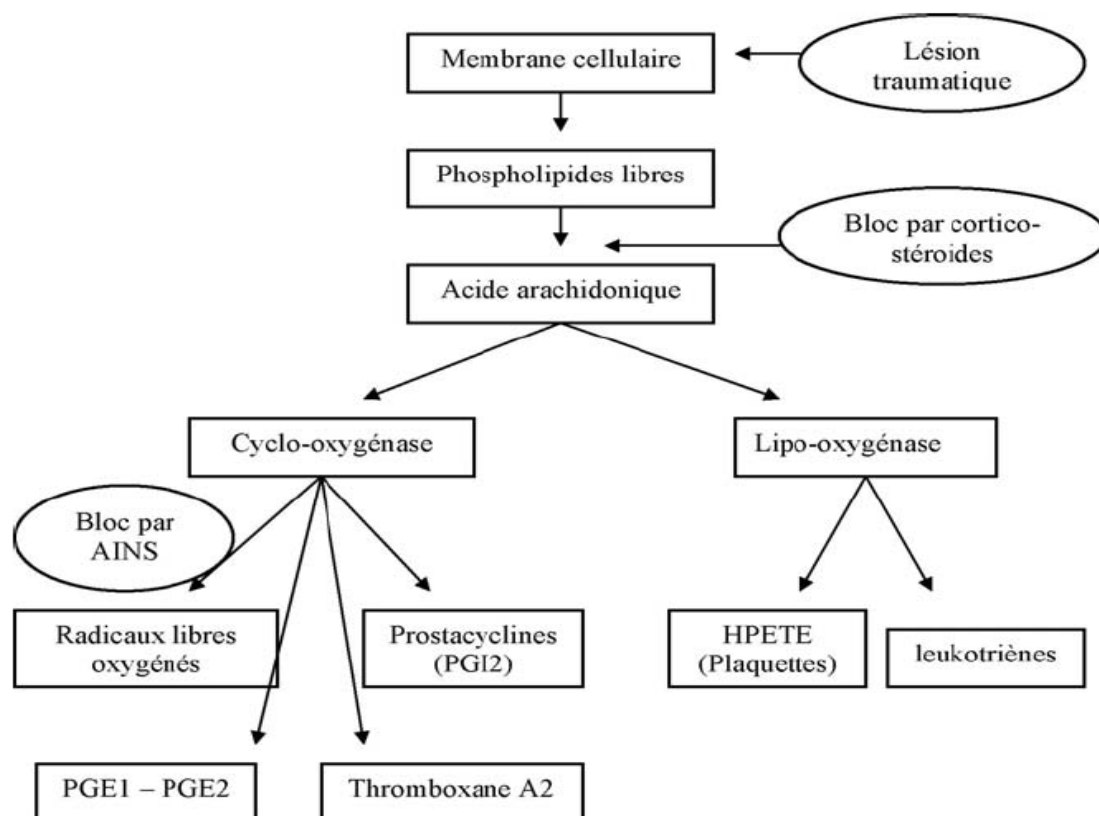 Membrane cellulaire
Lésion
traumatique
Phospholipides libres
Bloc par cortico-
stéroides
Acide arachidonique
Cyclo-oxygénase
Lipo-oxygénase
Bloc par
AINS
Radicaux libres
oxygénés
Prostacyclines
(PGI2)
HPETE
(Plaquettes)
leukotriènes
PGE1 – PGE2
Thromboxane A2